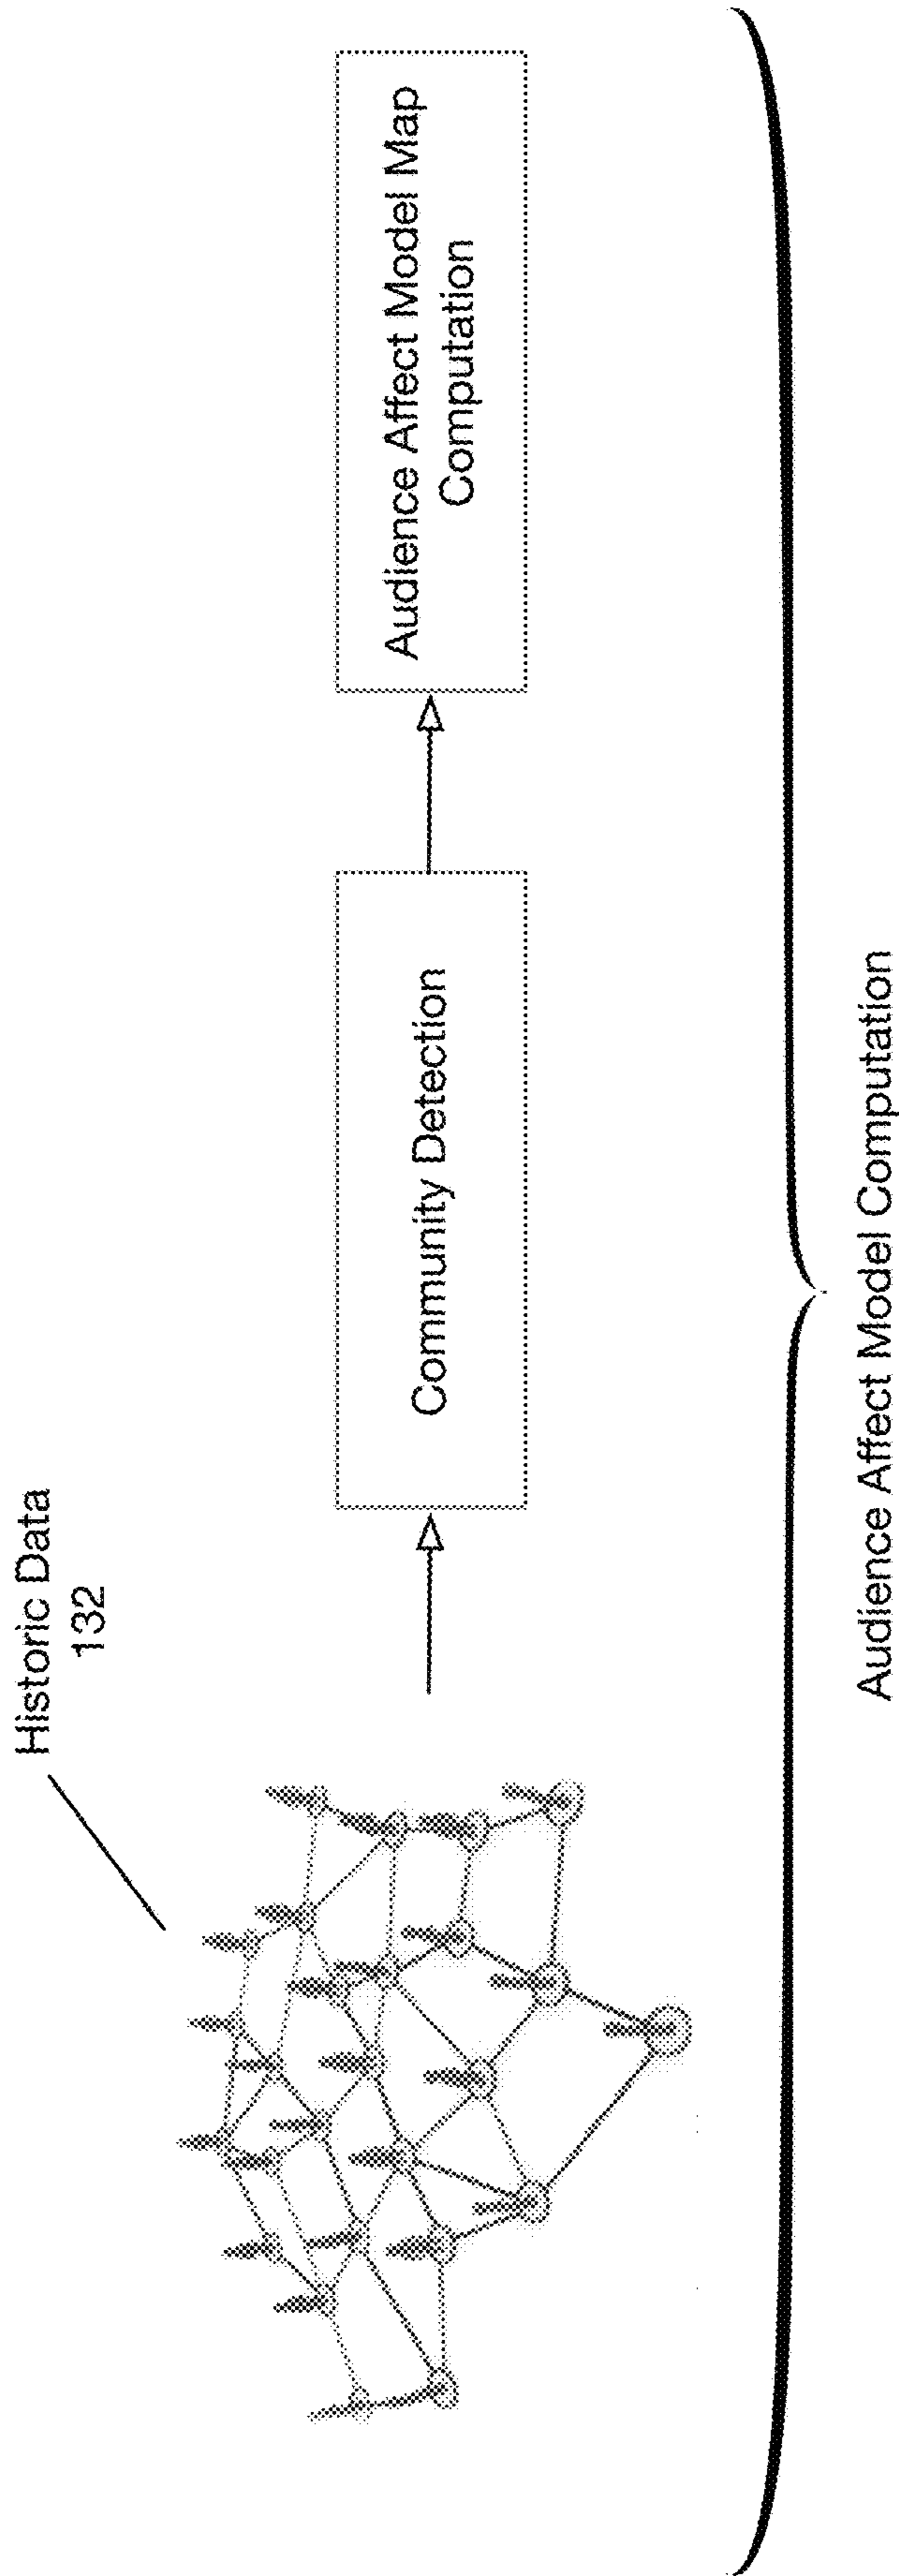 Historic Data
132
Community Detection
Audience Affect Model Map
Computation
Audience Affect Model Computation